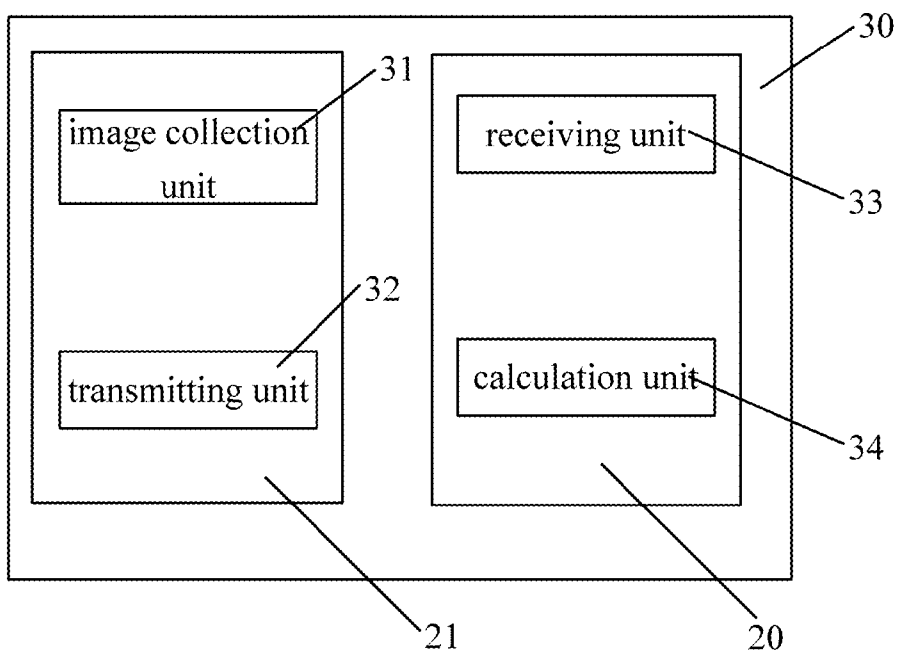 30
31
image collection
unit
receiving unit
33
32
transmitting unit
calculation unit
34
21
20